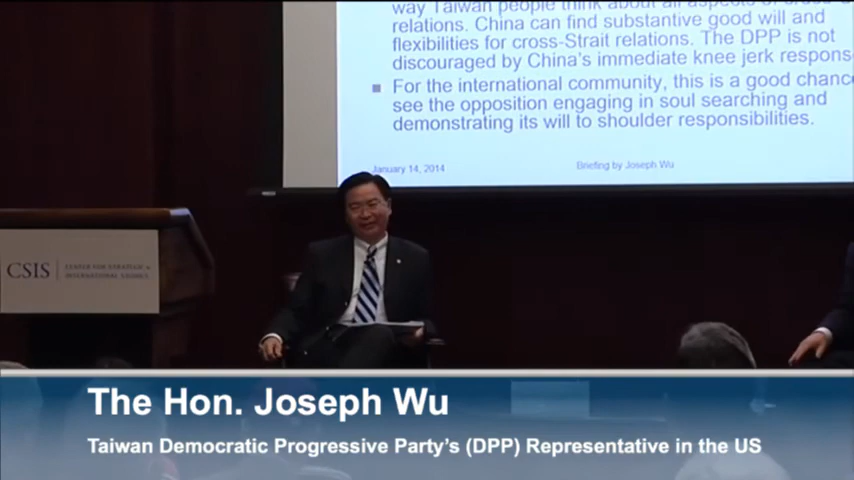 way Taiwan people think about all aspects of
relations. China can find substantive good will and
flexibilities for cross-Strait relations. The DPP is not
discouraged by China's immediate knee jerk respons
For the international community, this is a good chance
see the opposition engaging in soul searching and
demonstrating its will to shoulder responsibilities.
January 14, 2014
Briefing by Joseph Wu
CSIS
CENTER FOR STRATEGIC &
INTERNATIONAL STUDIES
The Hon. Joseph Wu
Taiwan Democratic Progressive Party's (DPP) Representative in the US